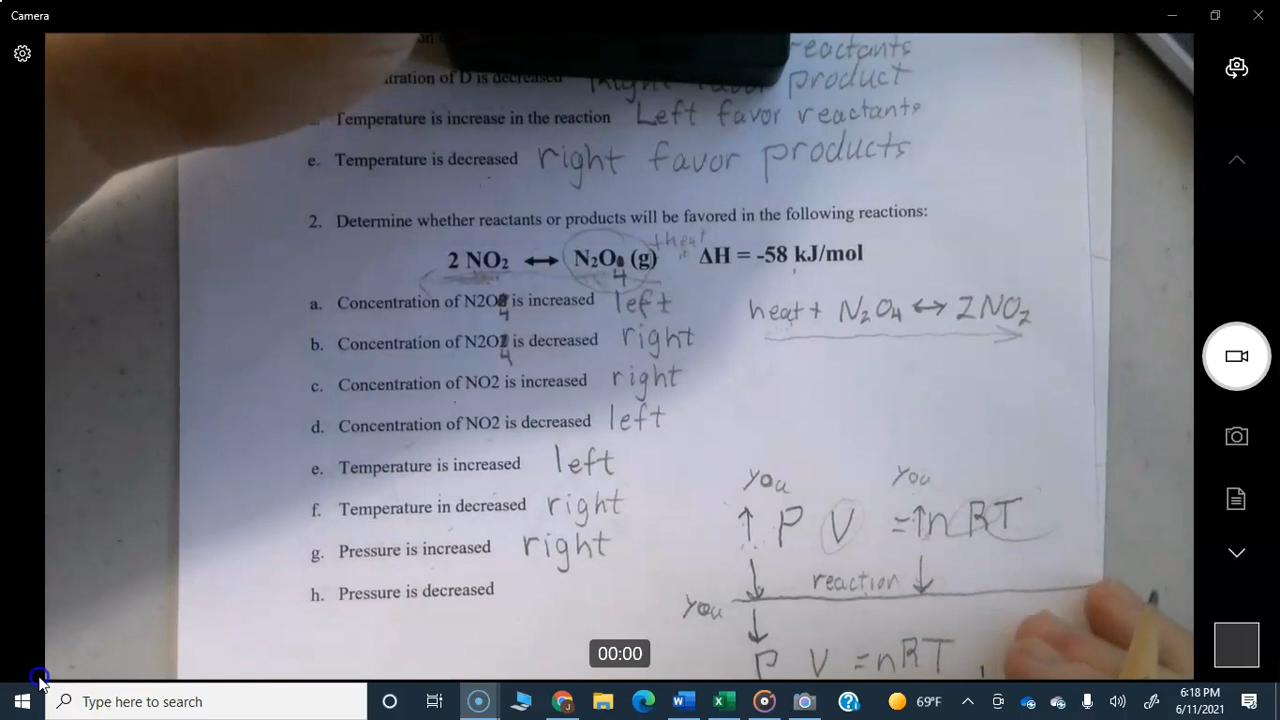 Camera
reactants
tration of D is decreased right favor product
Temperature is increase in the reaction Left favor reactants
e. Temperature is decreased right favor products
2. Determine whether reactants or products will be favored in the following reactions:
+heat
2 NO₂ ↔ N₂O4 (g) ΔH = -58 kJ/mol
a. Concentration of N2O4 is increased left
heat + N₂O₄ ↔ 2NO₂
b. Concentration of N2O4 is decreased right
c. Concentration of NO2 is increased right
d. Concentration of NO2 is decreased left
e. Temperature is increased left
you you
f. Temperature in decreased right
↑ P V = ↑nRT
g. Pressure is increased right
↓ reaction ↓
h. Pressure is decreased
you
↓
P V = nRT
00:00
Type here to search
69°F
6:18 PM
6/11/2021